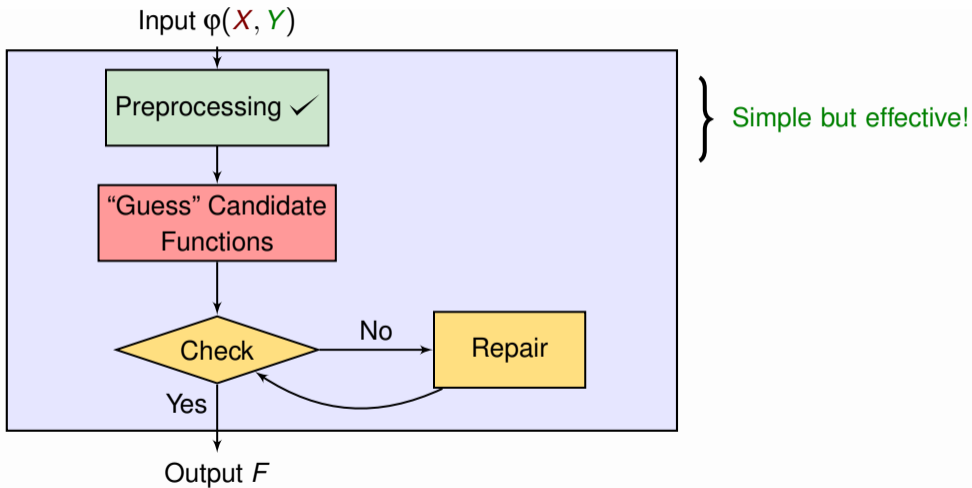 Input φ(X, Y)
Preprocessing ✓
Simple but effective!
“Guess” Candidate
Functions
No
Check
Repair
Yes
Output F